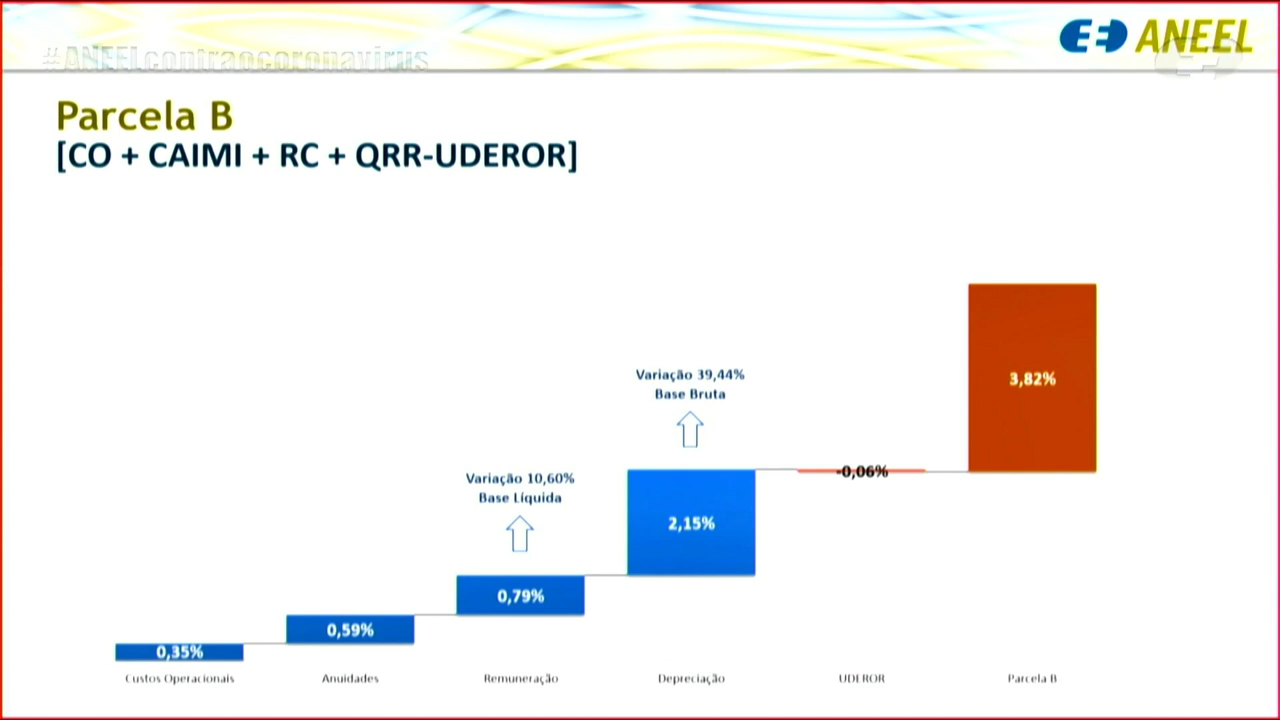 #ANEELcontraocoronavirus
ANEEL
Parcela B
[CO + CAIMI + RC + QRR-UDEROR]
3,82%
Variação 39,44%
Base Bruta
-0,06%
Variação 10,60%
Base Líquida
2,15%
0,79%
0,59%
0,35%
Custos Operacionais
Anuidades
Remuneração
Depreciação
UDEROR
Parcela B